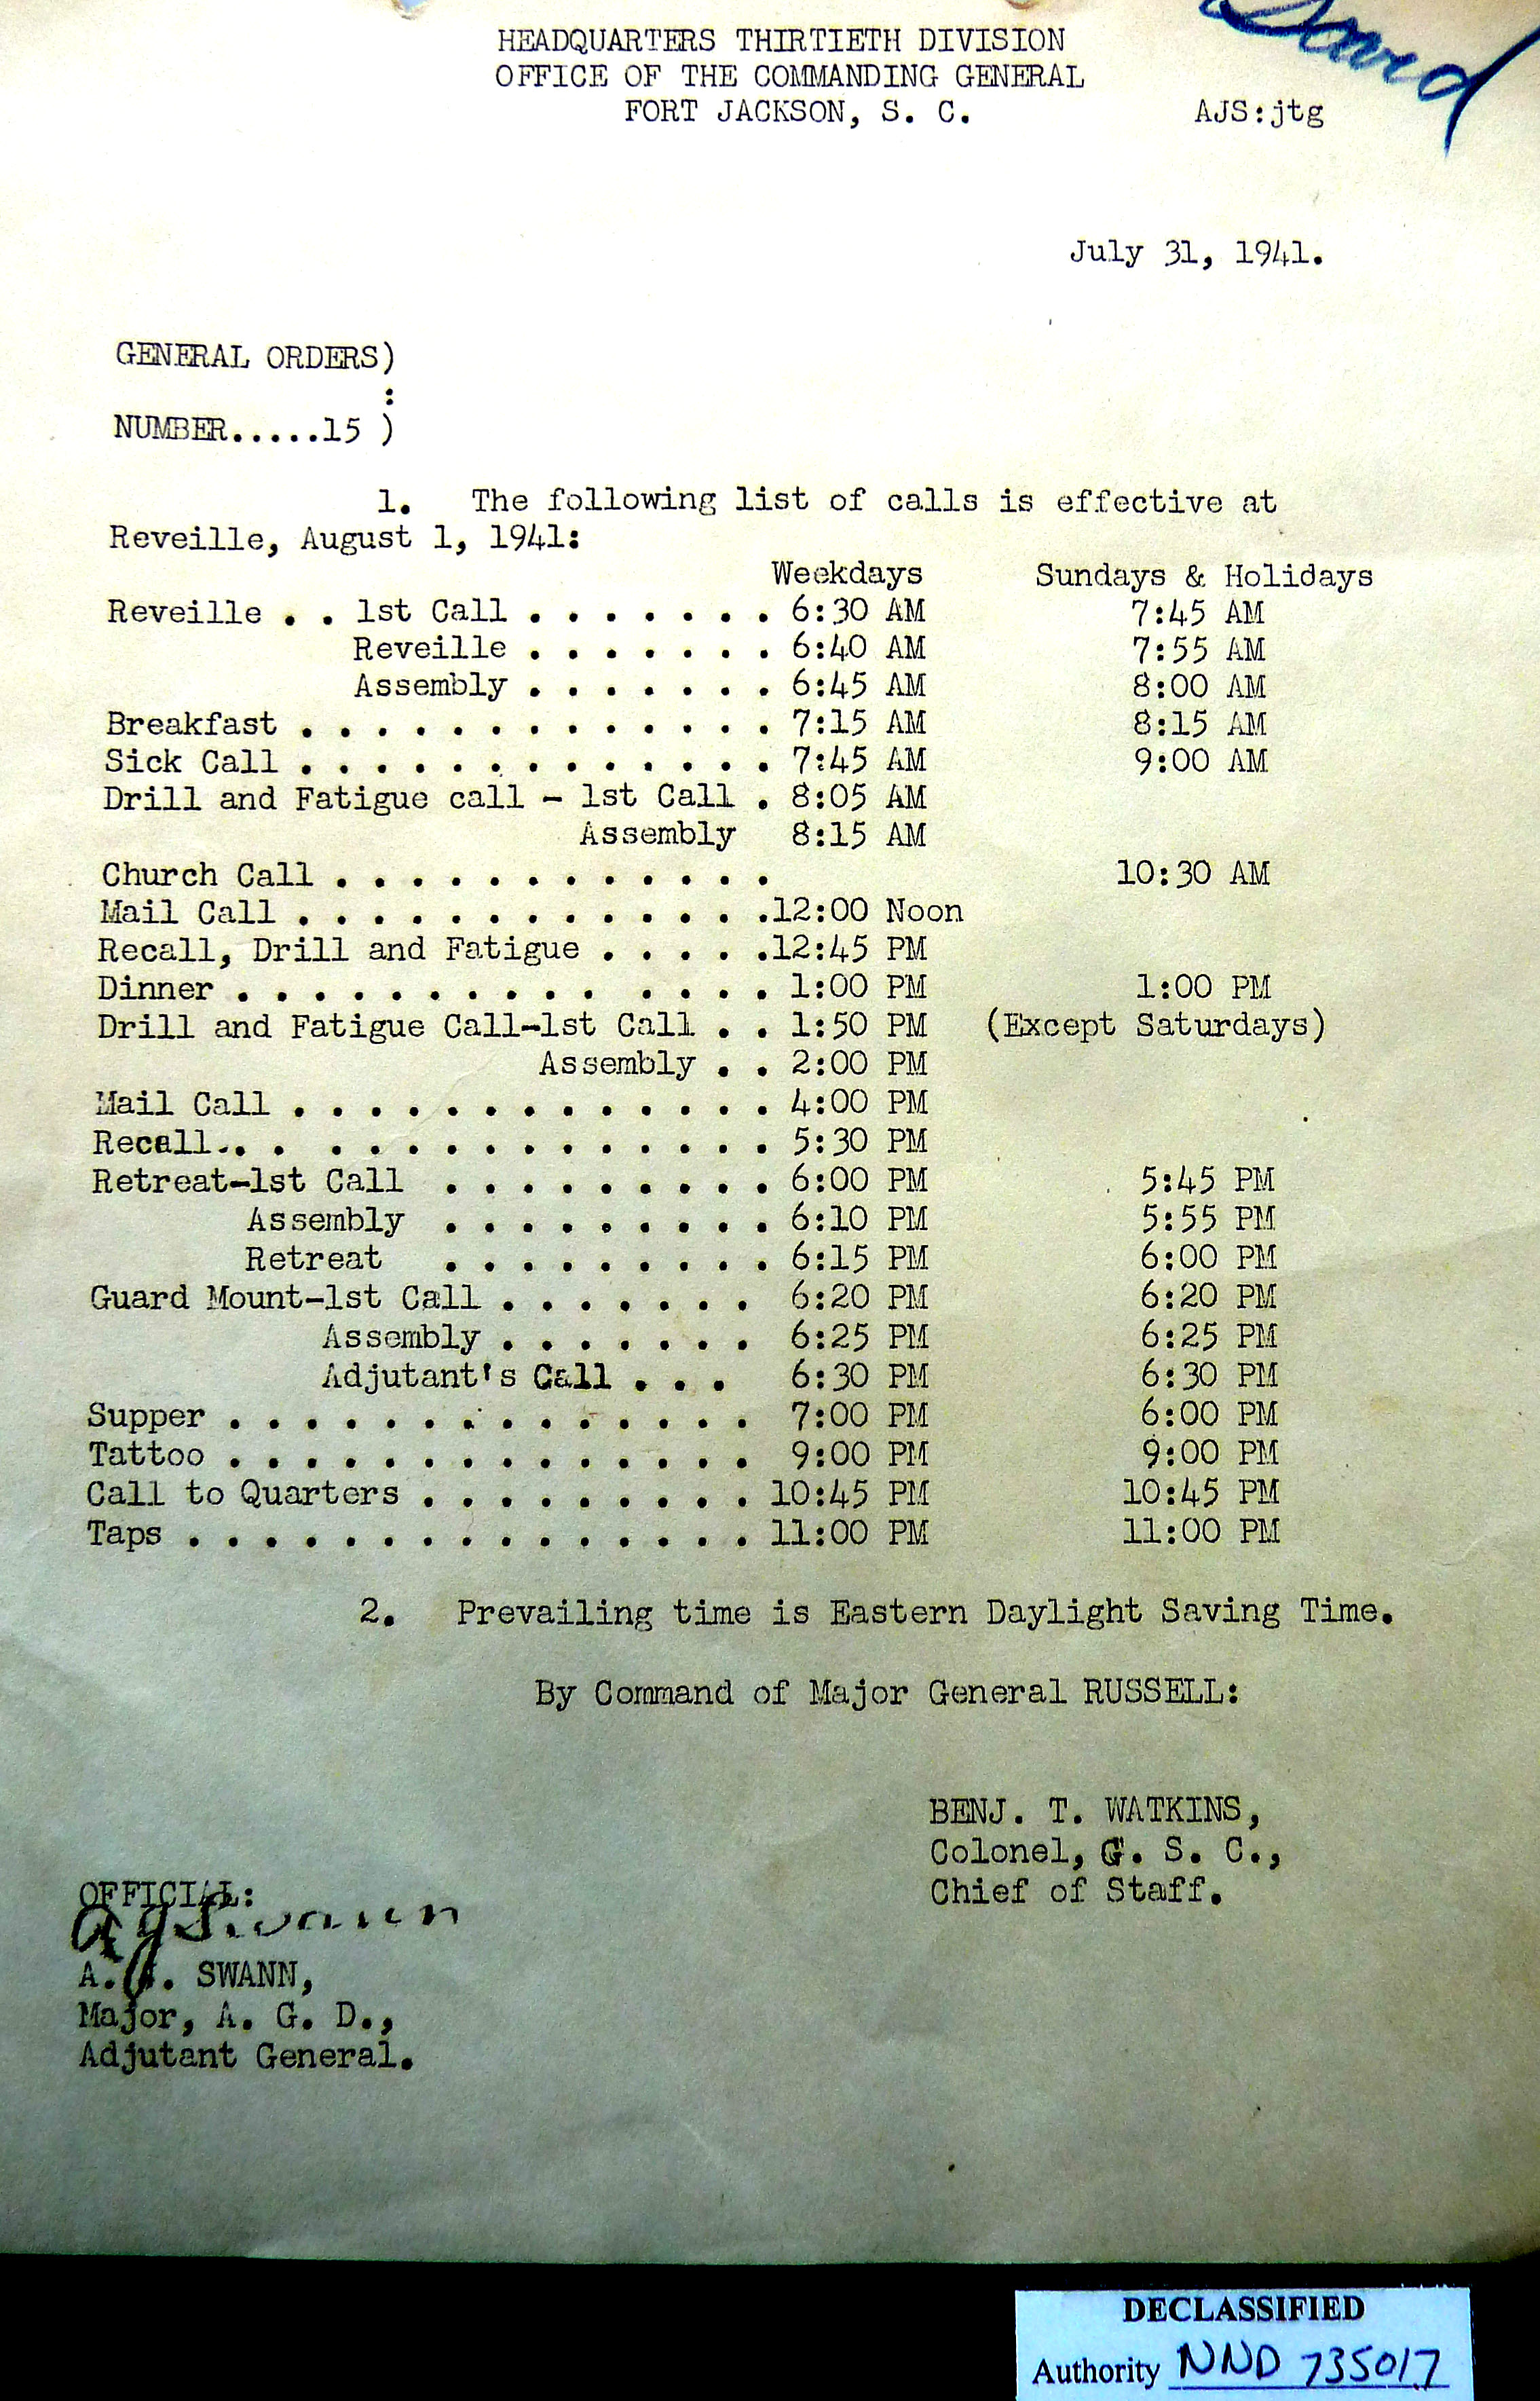 HEADQUARTERS THIRTIETH DIVISION
OFFICE OF THE COMMANDING GENERAL
FORT JACKSON, S. C. AJS:jtg
July 31, 1941.
GENERAL ORDERS)
:
NUMBER.....15 )
1. The following list of calls is effective at
Reveille, August 1, 1941:
Weekdays Sundays & Holidays
Reveille . . 1st Call . . . . . . . 6:30 AM 7:45 AM
Reveille . . . . . . . 6:40 AM 7:55 AM
Assembly . . . . . . . 6:45 AM 8:00 AM
Breakfast . . . . . . . . . . . . . 7:15 AM 8:15 AM
Sick Call . . . . . . . . . . . . . 7:45 AM 9:00 AM
Drill and Fatigue call - 1st Call . 8:05 AM
Assembly 8:15 AM
Church Call . . . . . . . . . . . . 10:30 AM
Mail Call . . . . . . . . . . . . .12:00 Noon
Recall, Drill and Fatigue . . . . .12:45 PM
Dinner . . . . . . . . . . . . . . 1:00 PM 1:00 PM
Drill and Fatigue Call-1st Call . . 1:50 PM (Except Saturdays)
Assembly . . 2:00 PM
Mail Call . . . . . . . . . . . . . 4:00 PM
Recall.. . . . . . . . . . . . . . 5:30 PM
Retreat-1st Call . . . . . . . . . 6:00 PM 5:45 PM
Assembly . . . . . . . . . 6:10 PM 5:55 PM
Retreat . . . . . . . . . 6:15 PM 6:00 PM
Guard Mount-1st Call . . . . . . . 6:20 PM 6:20 PM
Assembly . . . . . . . 6:25 PM 6:25 PM
Adjutant's Call . . . 6:30 PM 6:30 PM
Supper . . . . . . . . . . . . . . 7:00 PM 6:00 PM
Tattoo . . . . . . . . . . . . . . 9:00 PM 9:00 PM
Call to Quarters . . . . . . . . . 10:45 PM 10:45 PM
Taps . . . . . . . . . . . . . . . 11:00 PM 11:00 PM
2. Prevailing time is Eastern Daylight Saving Time.
By Command of Major General RUSSELL:
BENJ. T. WATKINS,
Colonel, G. S. C.,
Chief of Staff.
OFFICIAL:
A J Swann
A. J. SWANN,
Major, A. G. D.,
Adjutant General.
DECLASSIFIED
Authority NND 735017